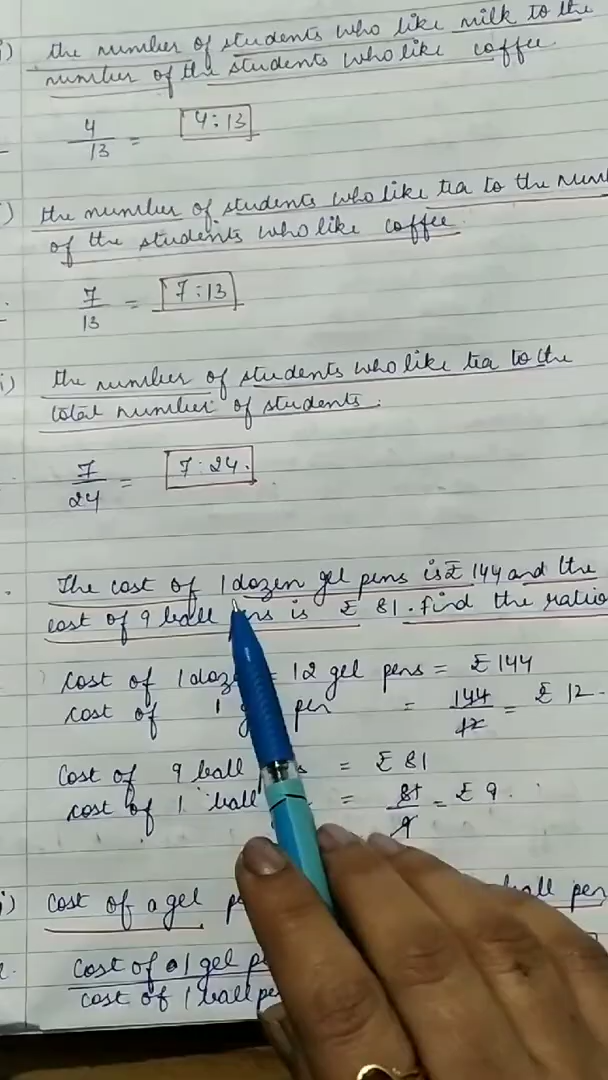 i) the number of students who like milk to the
number of the students who like coffee.
4/13 = 4:13
) the number of students who like tea to the num
of the students who like coffee.
7/13 = 7:13
i) the number of students who like tea to the
total number of students.
7/24 = 7:24.
. The cost of 1 dozen gel pens is ₹ 144 and the
cost of 9 ball pens is ₹ 81. find the ratio
cost of 1 doz = 12 gel pens = ₹ 144
cost of 1 g pen = 144/12 = ₹ 12.
Cost of 9 ball s = ₹ 81
cost of 1 ball = 81/9 = ₹ 9.
i) cost of a gel p ball pen
cost of 1 gel pe
cost of 1 ball pe